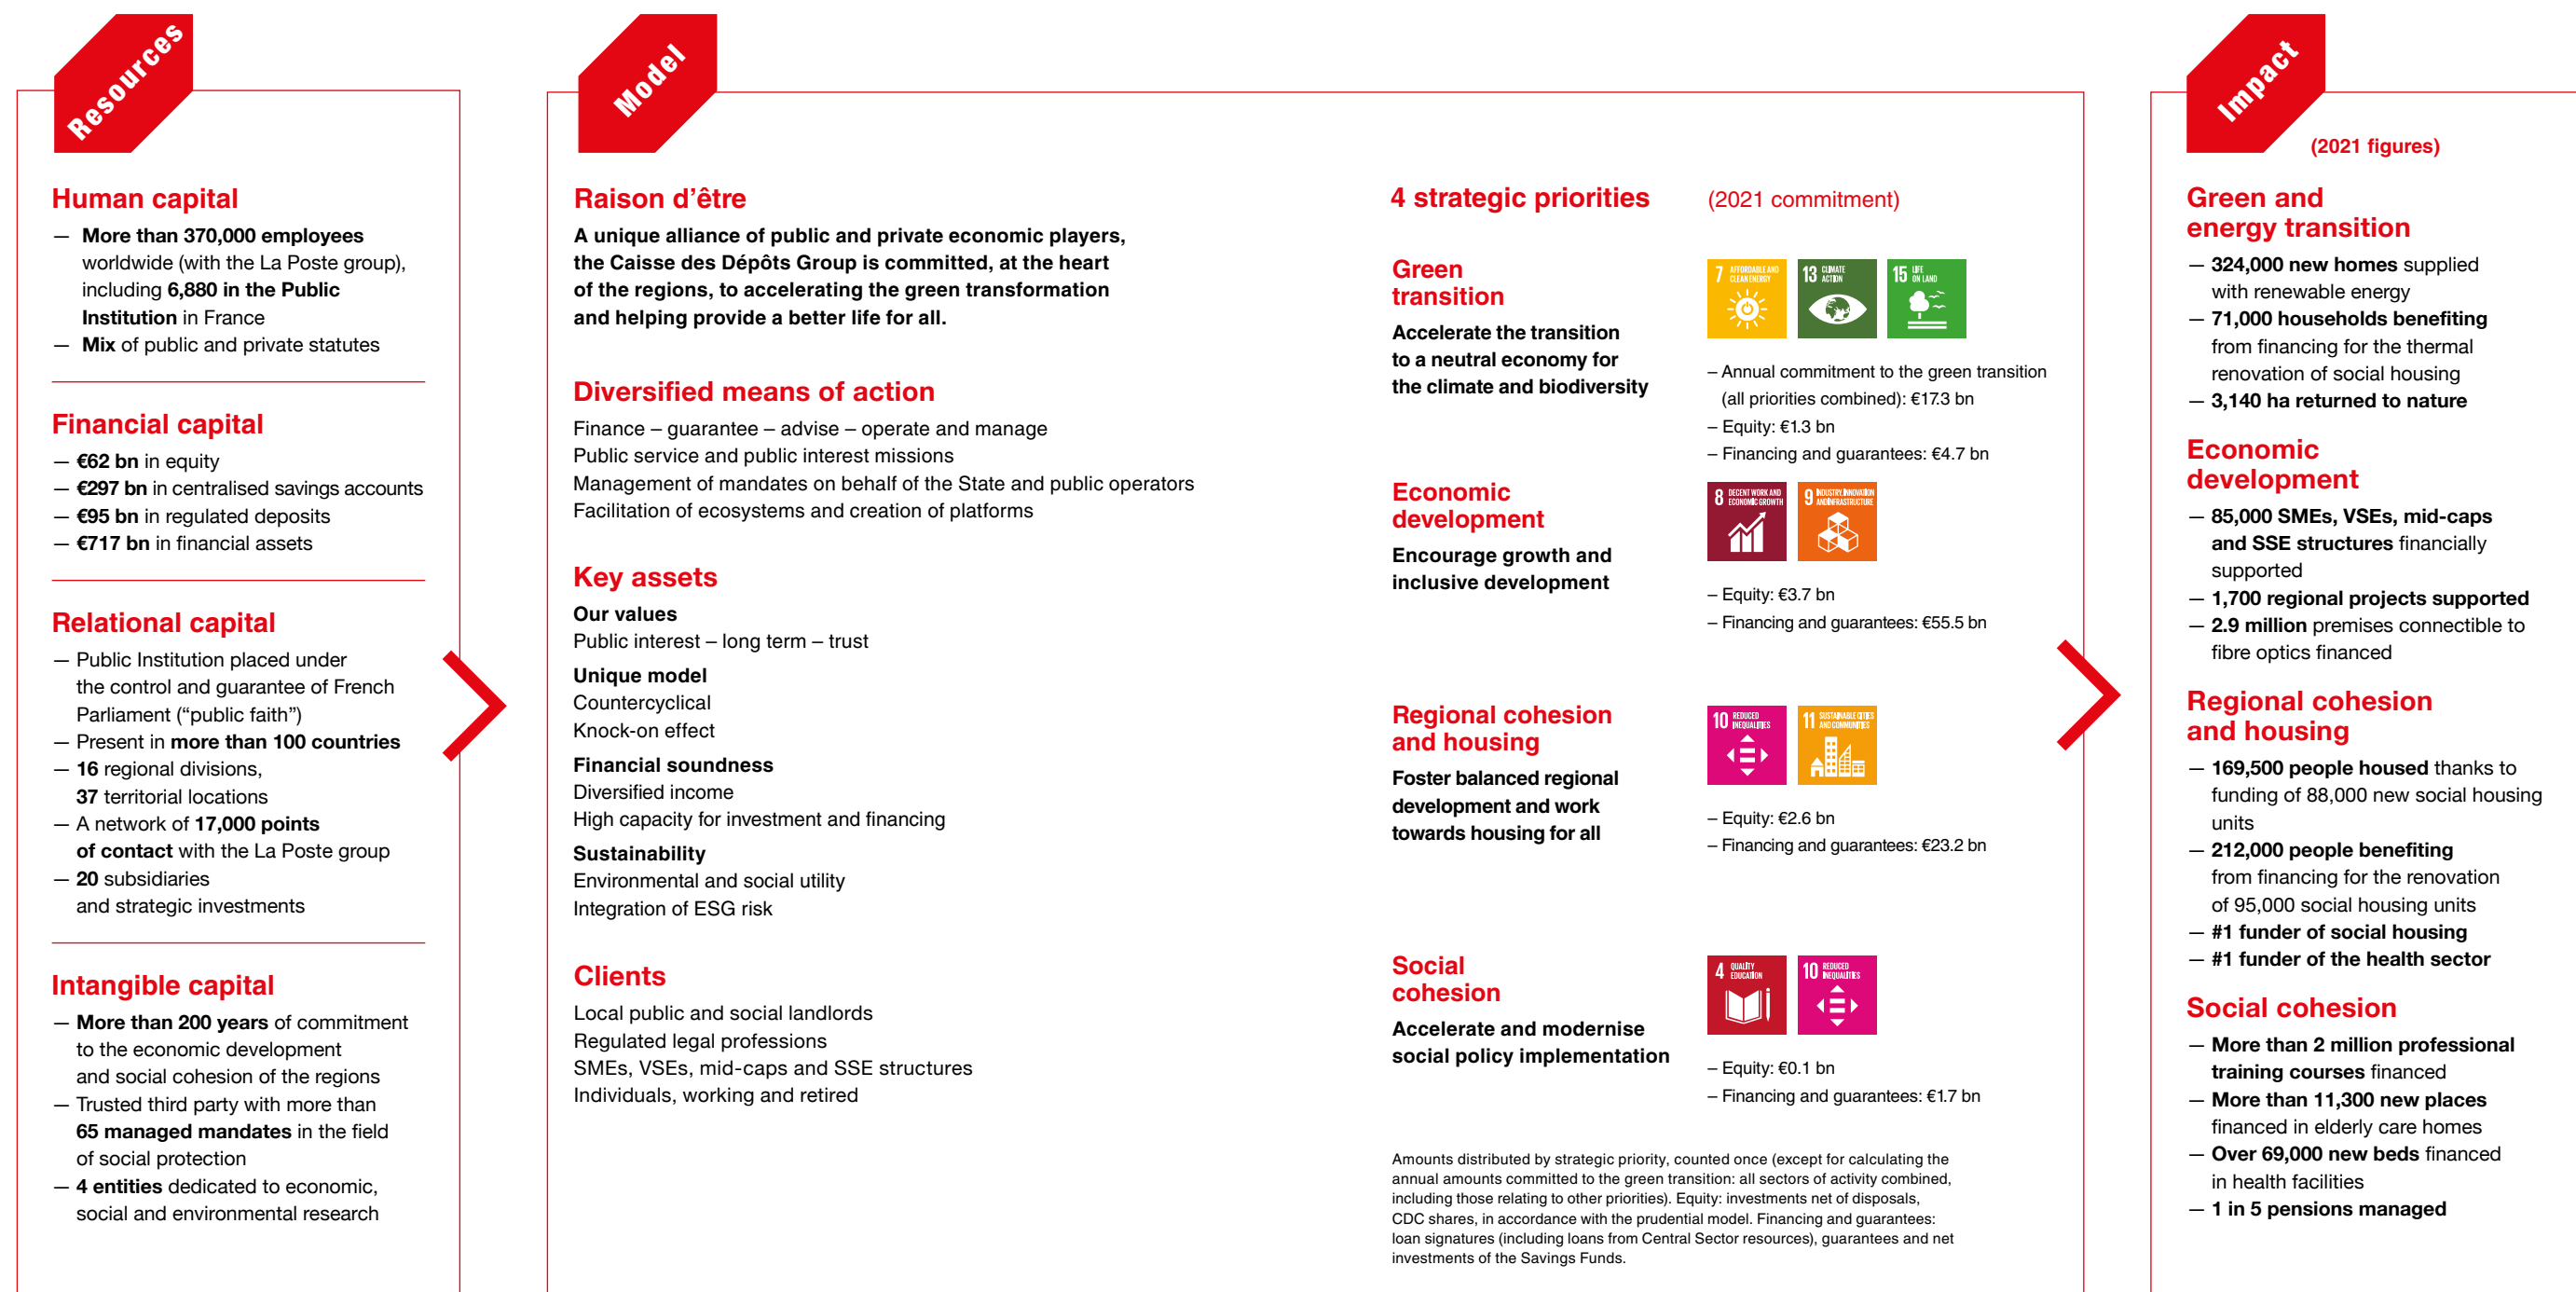 Resources
Human capital
— More than 370,000 employees
worldwide (with the La Poste group),
including 6,880 in the Public
Institution in France
— Mix of public and private statutes
Financial capital
— €62 bn in equity
— €297 bn in centralised savings accounts
— €95 bn in regulated deposits
— €717 bn in financial assets
Relational capital
— Public Institution placed under
the control and guarantee of French
Parliament (“public faith”)
— Present in more than 100 countries
— 16 regional divisions,
37 territorial locations
— A network of 17,000 points
of contact with the La Poste group
— 20 subsidiaries
and strategic investments
Intangible capital
— More than 200 years of commitment
to the economic development
and social cohesion of the regions
— Trusted third party with more than
65 managed mandates in the field
of social protection
— 4 entities dedicated to economic,
social and environmental research
Model
Raison d’être
A unique alliance of public and private economic players,
the Caisse des Dépôts Group is committed, at the heart
of the regions, to accelerating the green transformation
and helping provide a better life for all.
Diversified means of action
Finance – guarantee – advise – operate and manage
Public service and public interest missions
Management of mandates on behalf of the State and public operators
Facilitation of ecosystems and creation of platforms
Key assets
Our values
Public interest – long term – trust
Unique model
Countercyclical
Knock-on effect
Financial soundness
Diversified income
High capacity for investment and financing
Sustainability
Environmental and social utility
Integration of ESG risk
Clients
Local public and social landlords
Regulated legal professions
SMEs, VSEs, mid-caps and SSE structures
Individuals, working and retired
4 strategic priorities (2021 commitment)
Green
transition
Accelerate the transition
to a neutral economy for
the climate and biodiversity
7 AFFORDABLE AND
CLEAN ENERGY
13 CLIMATE
ACTION
15 LIFE
ON LAND
– Annual commitment to the green transition
(all priorities combined): €17.3 bn
– Equity: €1.3 bn
– Financing and guarantees: €4.7 bn
Economic
development
Encourage growth and
inclusive development
8 DECENT WORK AND
ECONOMIC GROWTH
9 INDUSTRY, INNOVATION
AND INFRASTRUCTURE
– Equity: €3.7 bn
– Financing and guarantees: €55.5 bn
Regional cohesion
and housing
Foster balanced regional
development and work
towards housing for all
10 REDUCED
INEQUALITIES
11 SUSTAINABLE CITIES
AND COMMUNITIES
– Equity: €2.6 bn
– Financing and guarantees: €23.2 bn
Social
cohesion
Accelerate and modernise
social policy implementation
4 QUALITY
EDUCATION
10 REDUCED
INEQUALITIES
– Equity: €0.1 bn
– Financing and guarantees: €1.7 bn
Amounts distributed by strategic priority, counted once (except for calculating the
annual amounts committed to the green transition: all sectors of activity combined,
including those relating to other priorities). Equity: investments net of disposals,
CDC shares, in accordance with the prudential model. Financing and guarantees:
loan signatures (including loans from Central Sector resources), guarantees and net
investments of the Savings Funds.
Impact
(2021 figures)
Green and
energy transition
— 324,000 new homes supplied
with renewable energy
— 71,000 households benefiting
from financing for the thermal
renovation of social housing
— 3,140 ha returned to nature
Economic
development
— 85,000 SMEs, VSEs, mid-caps
and SSE structures financially
supported
— 1,700 regional projects supported
— 2.9 million premises connectible to
fibre optics financed
Regional cohesion
and housing
— 169,500 people housed thanks to
funding of 88,000 new social housing
units
— 212,000 people benefiting
from financing for the renovation
of 95,000 social housing units
— #1 funder of social housing
— #1 funder of the health sector
Social cohesion
— More than 2 million professional
training courses financed
— More than 11,300 new places
financed in elderly care homes
— Over 69,000 new beds financed
in health facilities
— 1 in 5 pensions managed